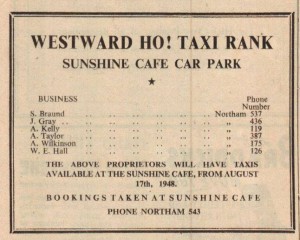 WESTWARD HO! TAXI RANK
SUNSHINE CAFE CAR PARK
★
BUSINESS Phone
Number
S. Braund .. .. .. .. .. Northam 537
J. Gray .. .. .. .. .. .. „ 436
A. Kelly .. .. .. .. .. .. „ 119
A. Taylor .. .. .. .. .. .. „ 387
A. Wilkinson .. .. .. .. .. „ 175
W. E. Hall .. .. .. .. .. „ 126
THE ABOVE PROPRIETORS WILL HAVE TAXIS
AVAILABLE AT THE SUNSHINE CAFE, FROM AUGUST
17th, 1948.
BOOKINGS TAKEN AT SUNSHINE CAFE
PHONE NORTHAM 543